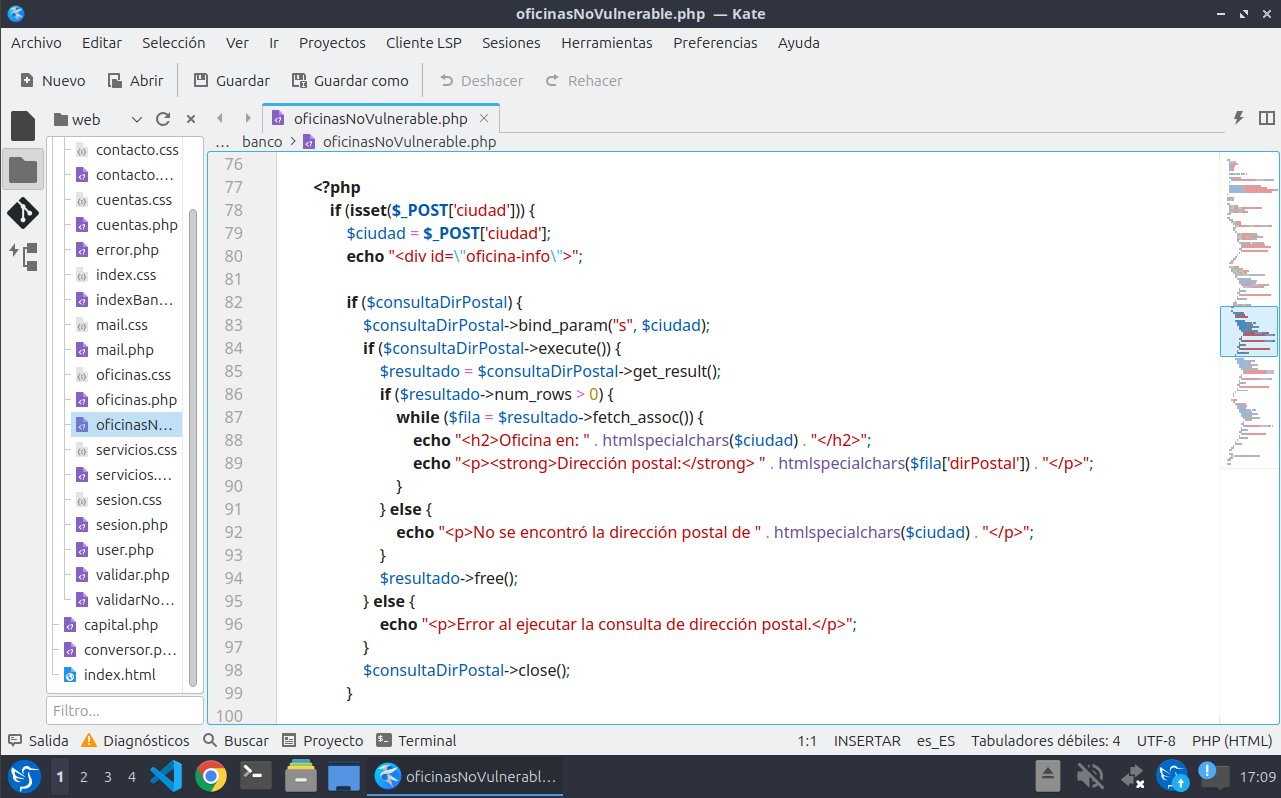 oficinasNoVulnerable.php — Kate
Archivo Editar Selección Ver Ir Proyectos Cliente LSP Sesiones Herramientas Preferencias Ayuda
Nuevo Abrir Guardar Guardar como Deshacer Rehacer
web
oficinasNoVulnerable.php
... banco > oficinasNoVulnerable.php
contacto.css
contacto....
cuentas.css
cuentas.php
error.php
index.css
indexBan...
mail.css
mail.php
oficinas.css
oficinas.php
oficinasN...
servicios.css
servicios....
sesion.css
sesion.php
user.php
validar.php
validarNo...
capital.php
conversor.p...
index.html
Filtro...
76
77 <?php
78 if (isset($_POST['ciudad'])) {
79 $ciudad = $_POST['ciudad'];
80 echo "<div id=\"oficina-info\">";
81
82 if ($consultaDirPostal) {
83 $consultaDirPostal->bind_param("s", $ciudad);
84 if ($consultaDirPostal->execute()) {
85 $resultado = $consultaDirPostal->get_result();
86 if ($resultado->num_rows > 0) {
87 while ($fila = $resultado->fetch_assoc()) {
88 echo "<h2>Oficina en: " . htmlspecialchars($ciudad) . "</h2>";
89 echo "<p><strong>Dirección postal:</strong> " . htmlspecialchars($fila['dirPostal']) . "</p>";
90 }
91 } else {
92 echo "<p>No se encontró la dirección postal de " . htmlspecialchars($ciudad) . "</p>";
93 }
94 $resultado->free();
95 } else {
96 echo "<p>Error al ejecutar la consulta de dirección postal.</p>";
97 }
98 $consultaDirPostal->close();
99 }
100
Salida Diagnósticos Buscar Proyecto Terminal 1:1 INSERTAR es_ES Tabuladores débiles: 4 UTF-8 PHP (HTML)
1 2 3 4 oficinasNoVulnerabl... 17:09